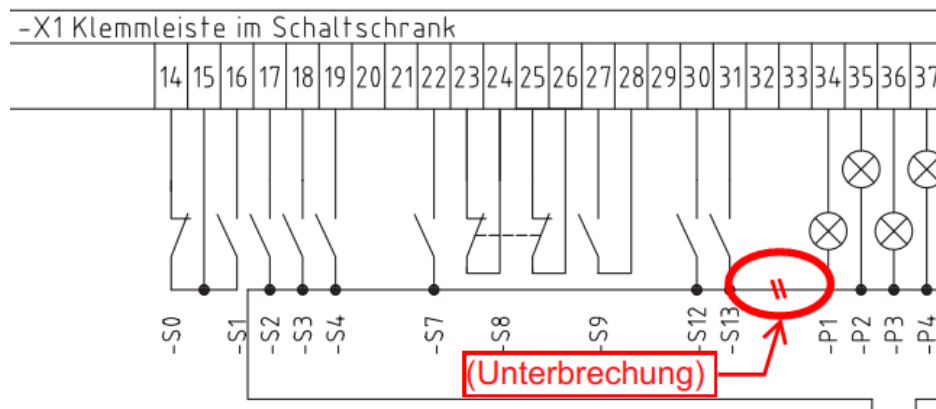 -X1 Klemmleiste im Schaltschrank
14 15 16 17 18 19 20 21 22 23 24 25 26 27 28 29 30 31 32 33 34 35 36 37
-S0 -S1 -S2 -S3 -S4 -S7 -S8 -S9 -S12 -S13 -P1 -P2 -P3 -P4
(Unterbrechung)